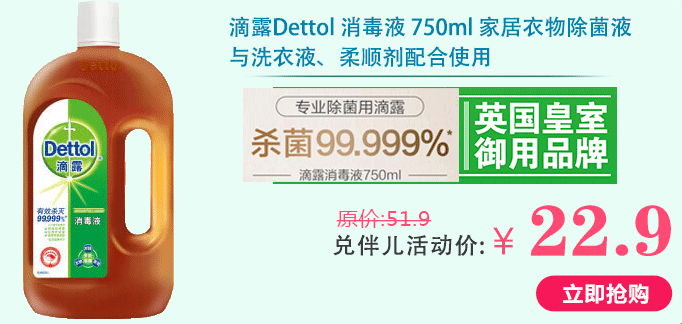 滴露Dettol 消毒液 750ml 家居衣物除菌液
与洗衣液、柔顺剂配合使用
专业除菌用滴露
杀菌99.999%*
滴露消毒液750ml
英国皇室
御用品牌
原价:51.9
兑伴儿活动价:￥22.9
立即抢购
Dettol
Dettol
滴露
有效杀灭
99.999%
消毒液